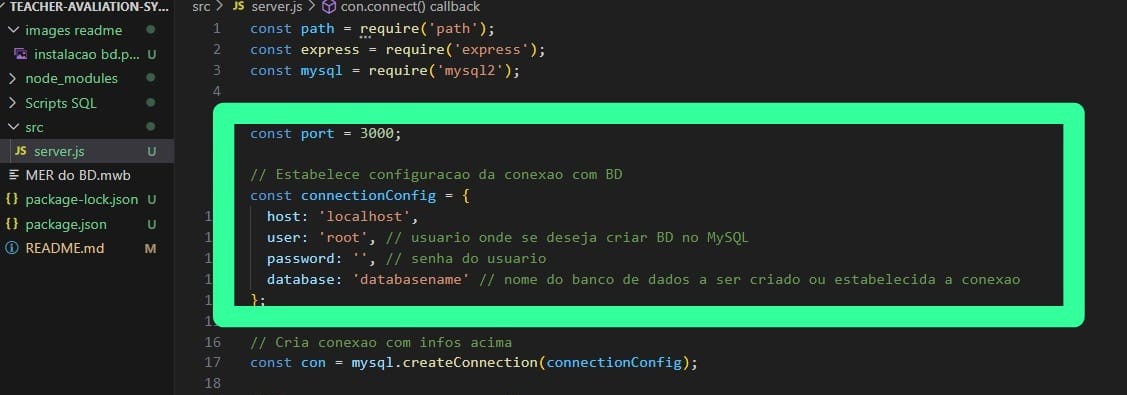 TEACHER-AVALIATION-SY...
images readme
instalacao bd.p... U
node_modules
Scripts SQL
src
JS server.js U
MER do BD.mwb
{} package-lock.json U
{} package.json U
README.md M
src > JS server.js > con.connect() callback
1 const path = require('path');
2 const express = require('express');
3 const mysql = require('mysql2');
4
const port = 3000;
// Estabelece configuracao da conexao com BD
const connectionConfig = {
1 host: 'localhost',
1 user: 'root', // usuario onde se deseja criar BD no MySQL
1 password: '', // senha do usuario
1 database: 'databasename' // nome do banco de dados a ser criado ou estabelecida a conexao
1 };
16 // Cria conexao com infos acima
17 const con = mysql.createConnection(connectionConfig);
18